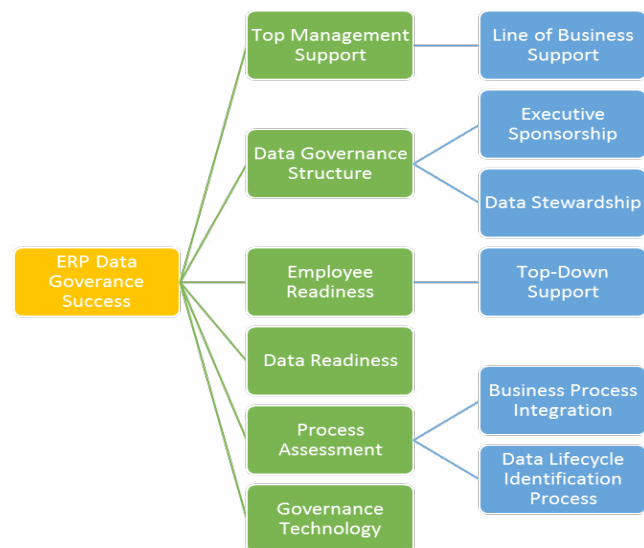 Top Management
Support
Line of Business
Support
Executive
Sponsorship
Data Governance
Structure
Data Stewardship
ERP Data
Goverance
Success
Employee
Readiness
Top-Down
Support
Data Readiness
Business Process
Integration
Process
Assessment
Data Lifecycle
Identification
Process
Governance
Technology